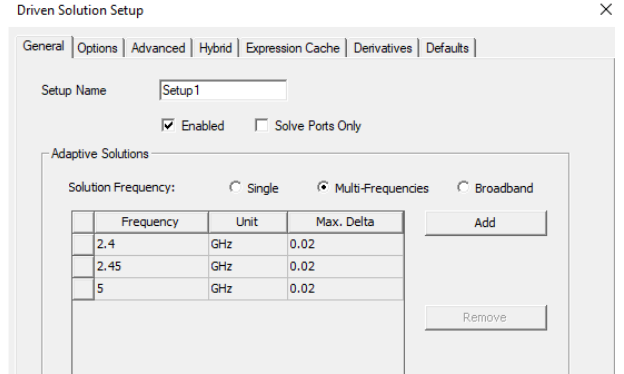 Driven Solution Setup
General Options Advanced Hybrid Expression Cache Derivatives Defaults
Setup Name Setup1
Enabled Solve Ports Only
Adaptive Solutions
Solution Frequency: Single Multi-Frequencies Broadband
Frequency Unit Max. Delta Add
2.4 GHz 0.02
2.45 GHz 0.02
5 GHz 0.02
Remove